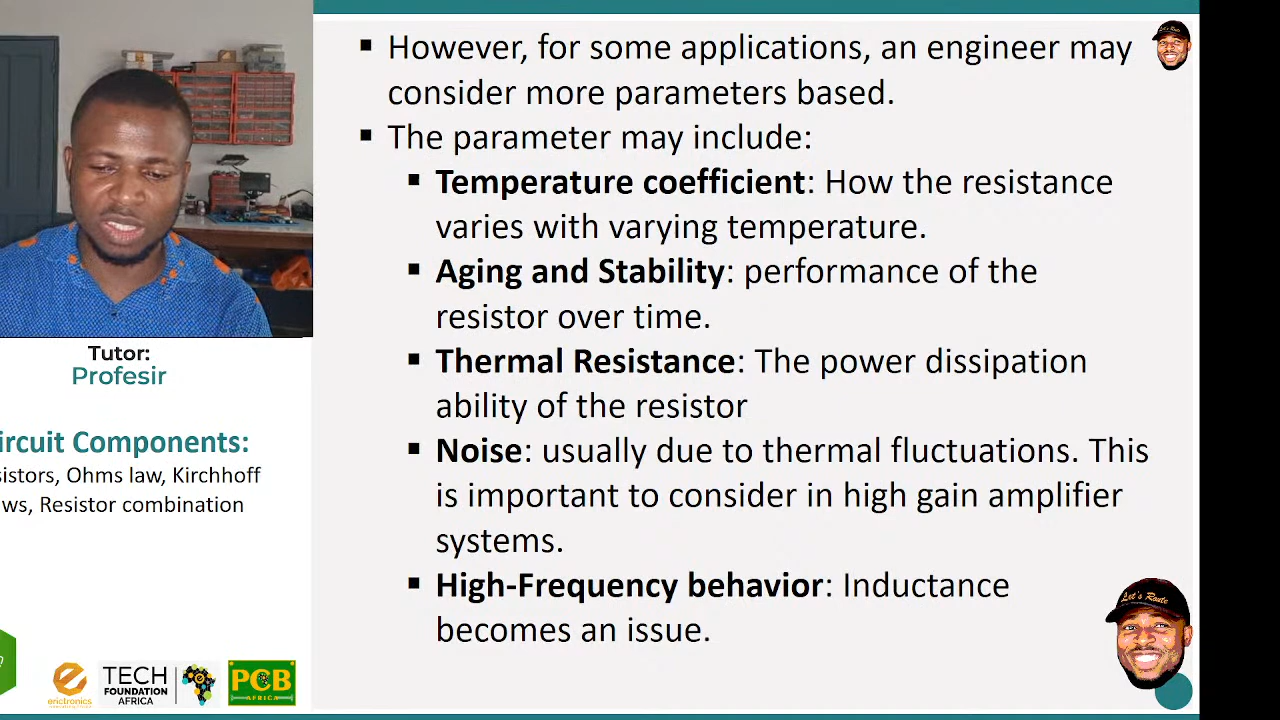 ▪ However, for some applications, an engineer may
consider more parameters based.
▪ The parameter may include:
▪ Temperature coefficient: How the resistance
varies with varying temperature.
▪ Aging and Stability: performance of the
resistor over time.
▪ Thermal Resistance: The power dissipation
ability of the resistor
▪ Noise: usually due to thermal fluctuations. This
is important to consider in high gain amplifier
systems.
▪ High-Frequency behavior: Inductance
becomes an issue.
Tutor:
Profesir
ircuit Components:
sistors, Ohms law, Kirchhoff
ws, Resistor combination
erictronics
TECH
FOUNDATION
AFRICA
PCB
AFRICA
Let's Route